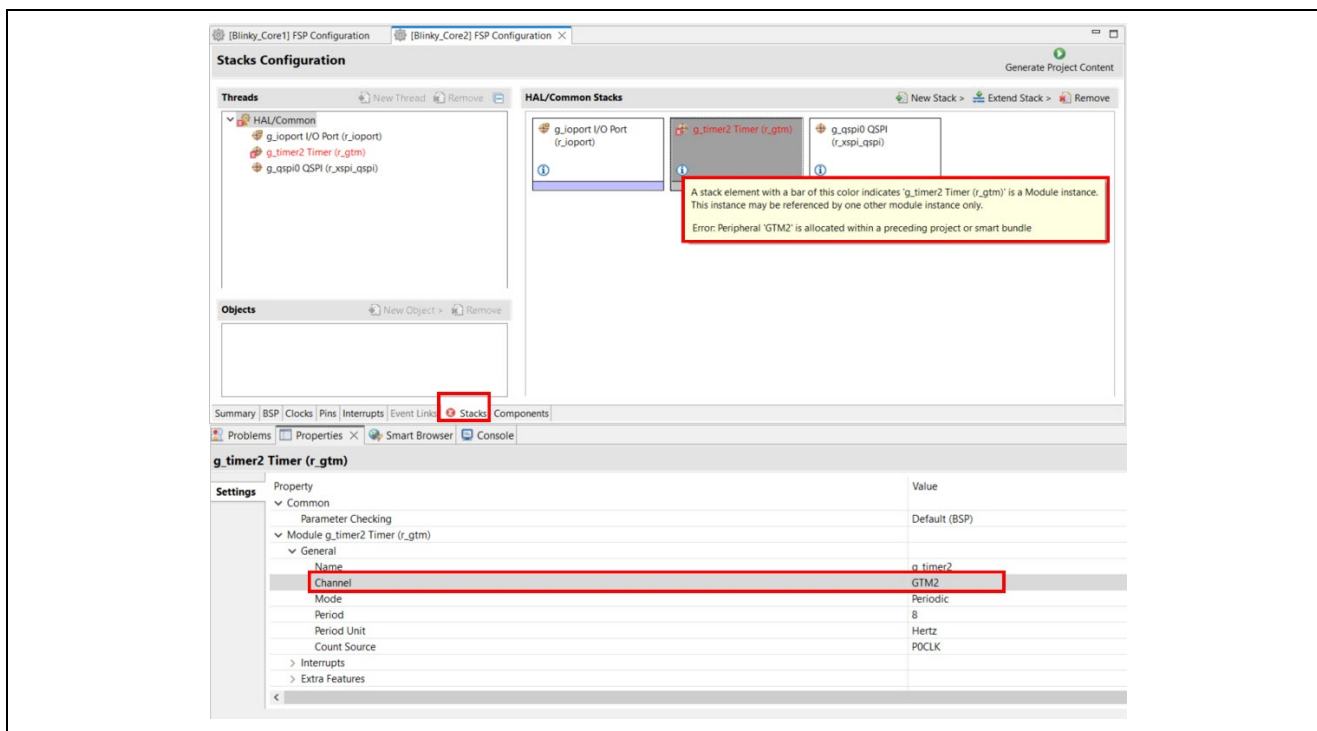 [Blinky_Core1] FSP Configuration
[Blinky_Core2] FSP Configuration
Stacks Configuration
Generate Project Content
Threads
New Thread
Remove
HAL/Common Stacks
New Stack >
Extend Stack >
Remove
HAL/Common
g_ioport I/O Port (r_ioport)
g_timer2 Timer (r_gtm)
g_qspi0 QSPI (r_xspi_qspi)
g_ioport I/O Port
(r_ioport)
g_timer2 Timer (r_gtm)
g_qspi0 QSPI
(r_xspi_qspi)
A stack element with a bar of this color indicates 'g_timer2 Timer (r_gtm)' is a Module instance.
This instance may be referenced by one other module instance only.
Error: Peripheral 'GTM2' is allocated within a preceding project or smart bundle
Objects
New Object >
Remove
Summary BSP Clocks Pins Interrupts Event Links Stacks Components
Problems Properties Smart Browser Console
g_timer2 Timer (r_gtm)
Settings
Property Value
Common
Parameter Checking Default (BSP)
Module g_timer2 Timer (r_gtm)
General
Name g_timer2
Channel GTM2
Mode Periodic
Period 8
Period Unit Hertz
Count Source P0CLK
> Interrupts
> Extra Features